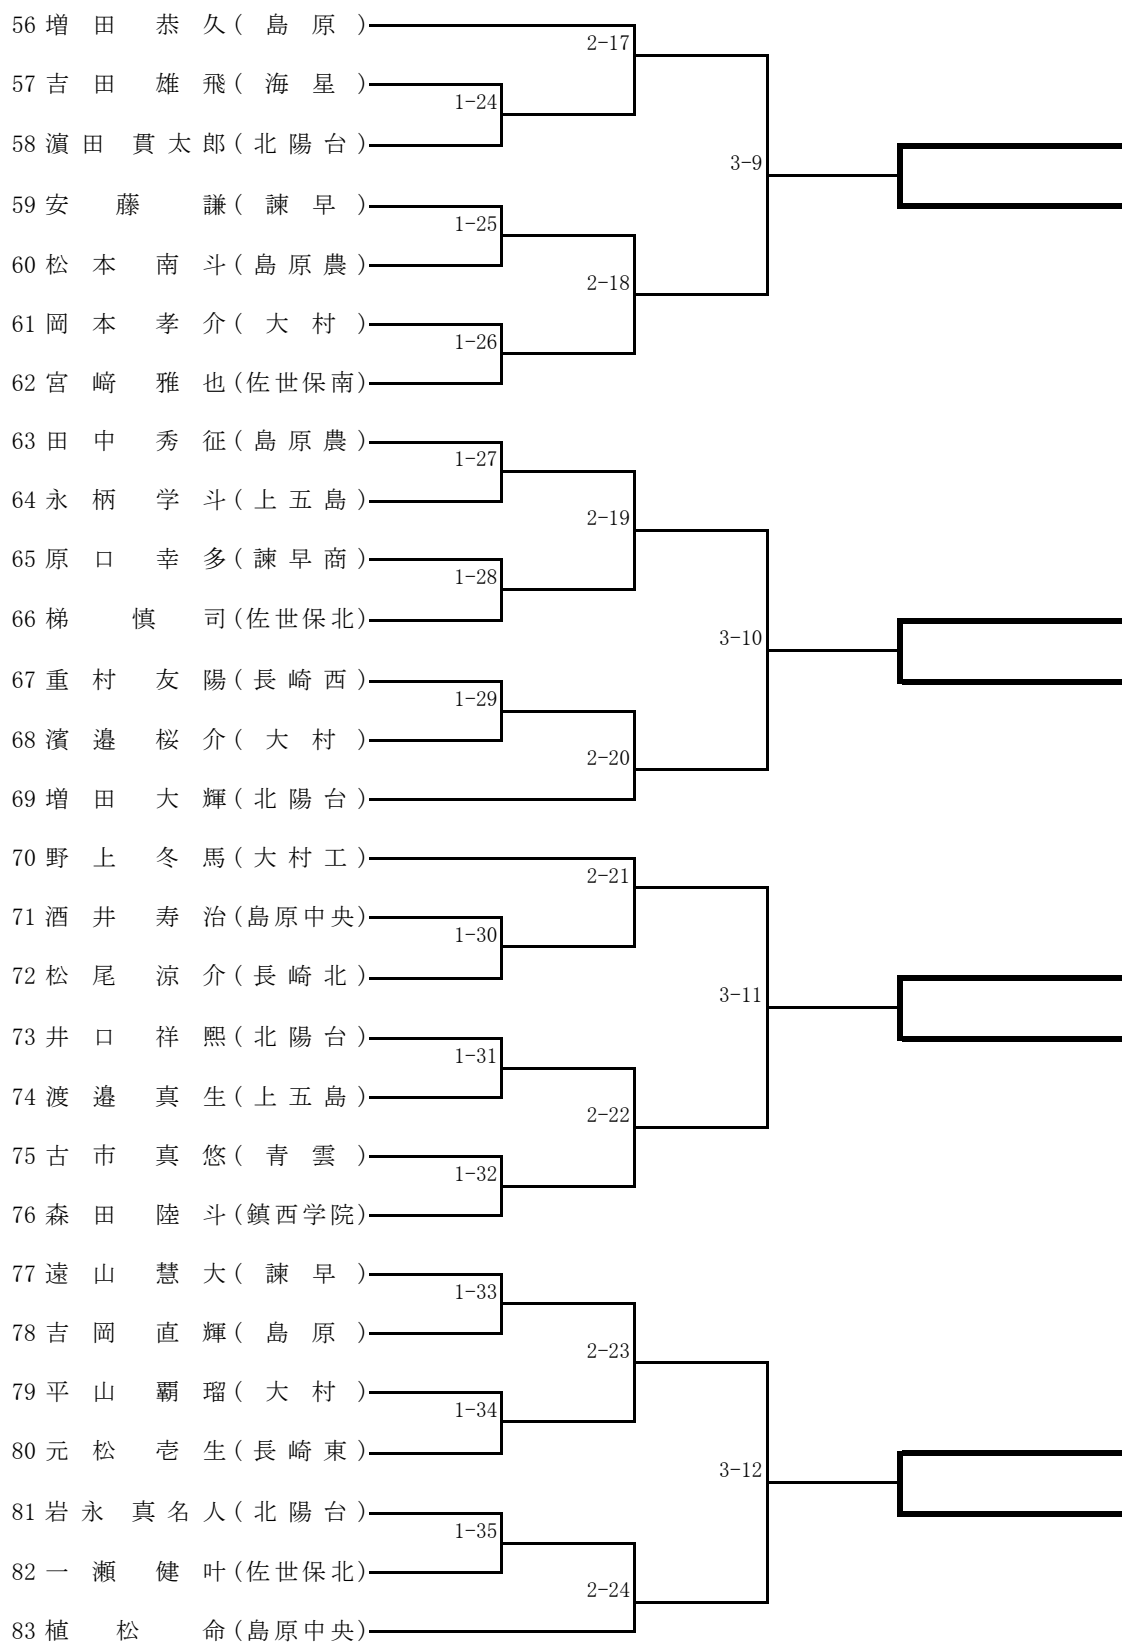 56 増田 恭久(島原)
2-17
57 吉田 雄飛(海星)
1-24
58 濵田 貫太郎(北陽台)
3-9
59 安藤 謙(諫早)
1-25
60 松本 南斗(島原農)
2-18
61 岡本 孝介(大村)
1-26
62 宮﨑 雅也(佐世保南)
63 田中 秀征(島原農)
1-27
64 永柄 学斗(上五島)
2-19
65 原口 幸多(諫早商)
1-28
66 梯 慎司(佐世保北)
3-10
67 重村 友陽(長崎西)
1-29
68 濱邉 桜介(大村)
2-20
69 増田 大輝(北陽台)
70 野上 冬馬(大村工)
2-21
71 酒井 寿治(島原中央)
1-30
72 松尾 涼介(長崎北)
3-11
73 井口 祥熙(北陽台)
1-31
74 渡邉 真生(上五島)
2-22
75 古市 真悠(青雲)
1-32
76 森田 陸斗(鎮西学院)
77 遠山 慧大(諫早)
1-33
78 吉岡 直輝(島原)
2-23
79 平山 覇瑠(大村)
1-34
80 元松 壱生(長崎東)
3-12
81 岩永 真名人(北陽台)
1-35
82 一瀬 健叶(佐世保北)
2-24
83 植松 命(島原中央)